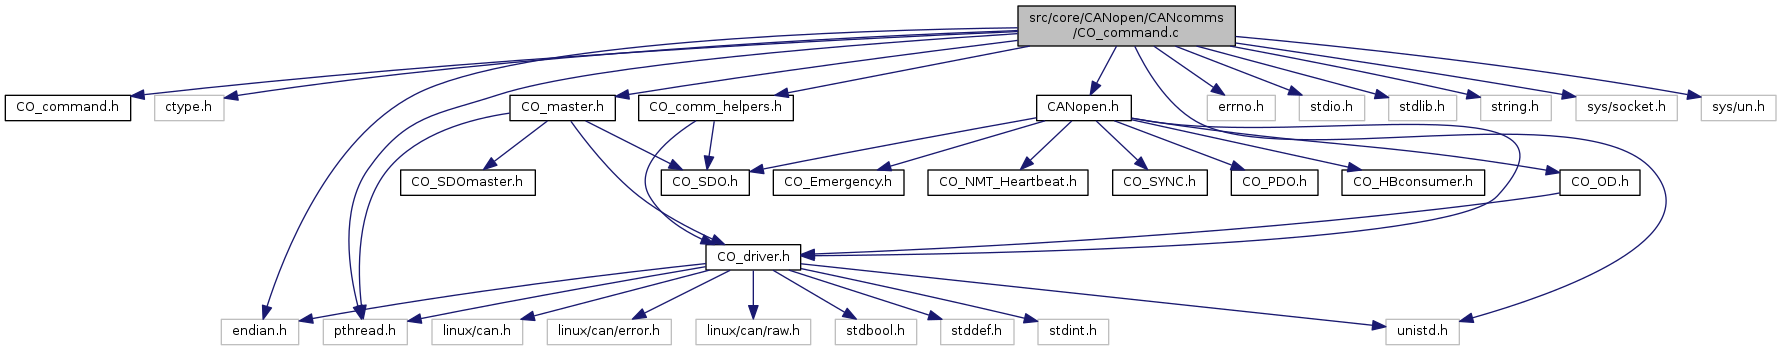 src/core/CANopen/CANcomms
/CO_command.c
CO_command.h
ctype.h
CO_master.h
CO_comm_helpers.h
CANopen.h
errno.h
stdio.h
stdlib.h
string.h
sys/socket.h
sys/un.h
CO_SDOmaster.h
CO_SDO.h
CO_Emergency.h
CO_NMT_Heartbeat.h
CO_SYNC.h
CO_PDO.h
CO_HBconsumer.h
CO_OD.h
CO_driver.h
endian.h
pthread.h
linux/can.h
linux/can/error.h
linux/can/raw.h
stdbool.h
stddef.h
stdint.h
unistd.h